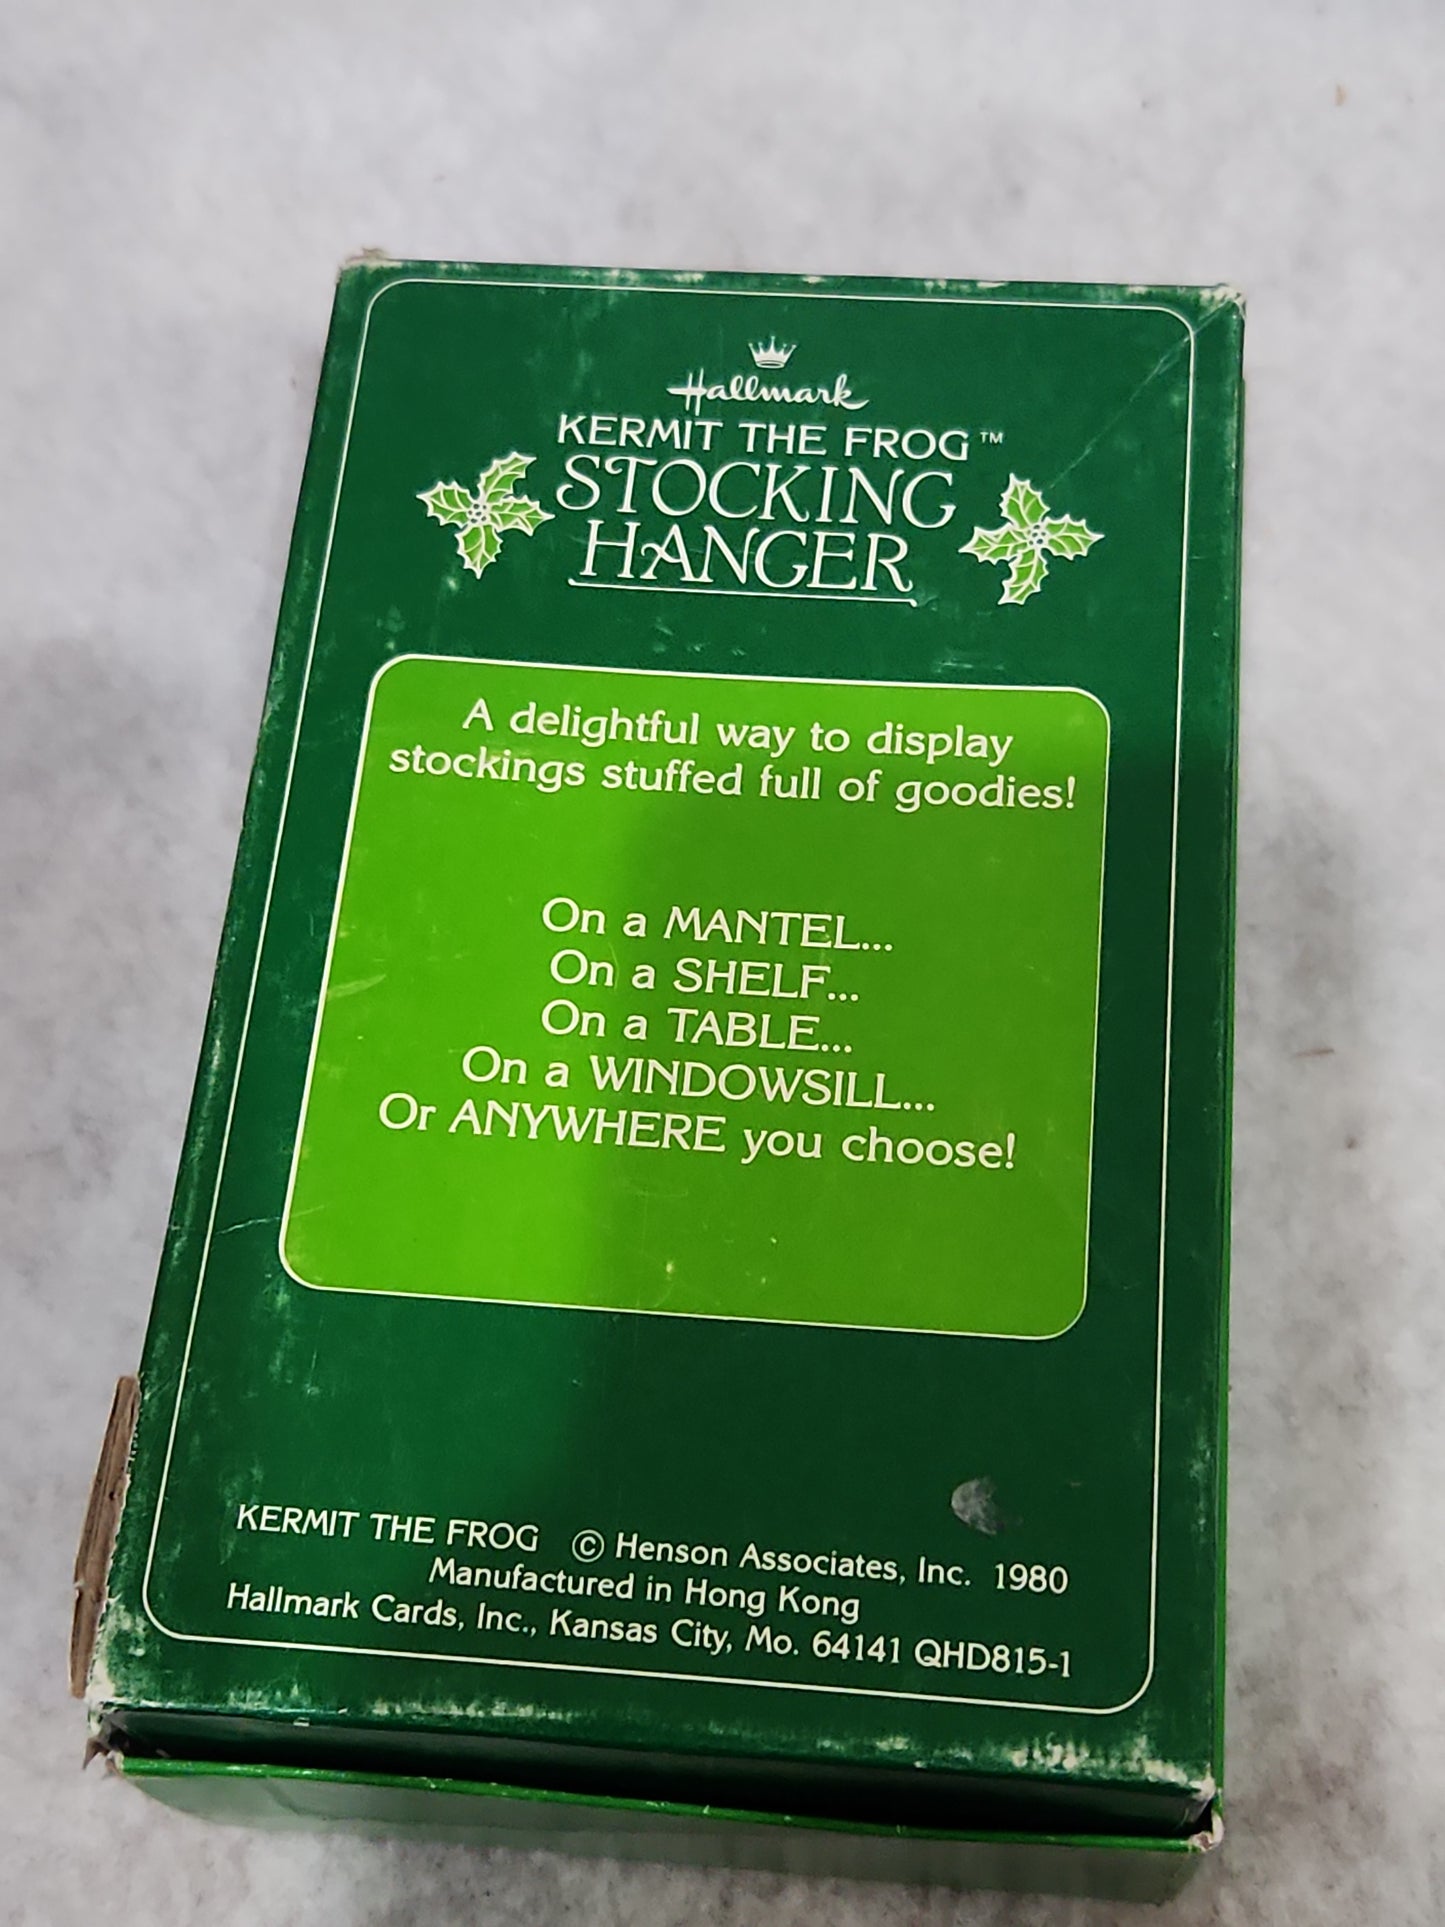 Hallmark
KERMIT THE FROG™
STOCKING
HANGER
A delightful way to display
stockings stuffed full of goodies!
On a MANTEL...
On a SHELF...
On a TABLE...
On a WINDOWSILL...
Or ANYWHERE you choose!
KERMIT THE FROG © Henson Associates, Inc. 1980
Manufactured in Hong Kong
Hallmark Cards, Inc., Kansas City, Mo. 64141 QHD815-1